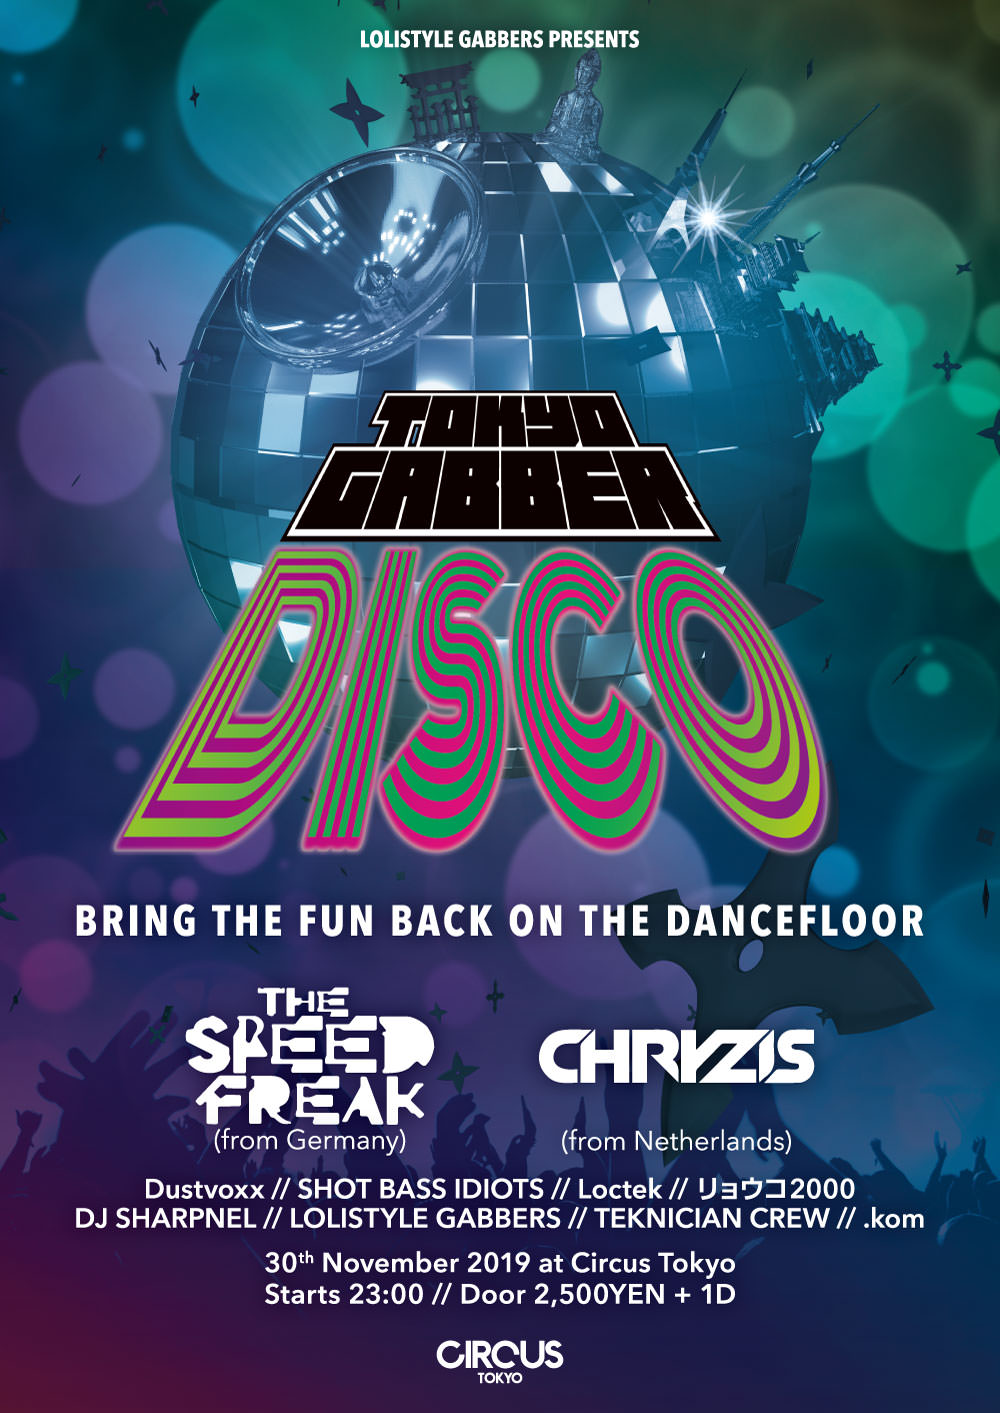 LOLISTYLE GABBERS PRESENTS
TOKYO
GABBER
DISCO
BRING THE FUN BACK ON THE DANCEFLOOR
THE
SPEED
FREAK
(from Germany)
CHRYZIS
(from Netherlands)
Dustvoxx // SHOT BASS IDIOTS // Loctek // リョウコ2000
DJ SHARPNEL // LOLISTYLE GABBERS // TEKNICIAN CREW // .kom
30th November 2019 at Circus Tokyo
Starts 23:00 // Door 2,500YEN + 1D
CIRCUS
TOKYO